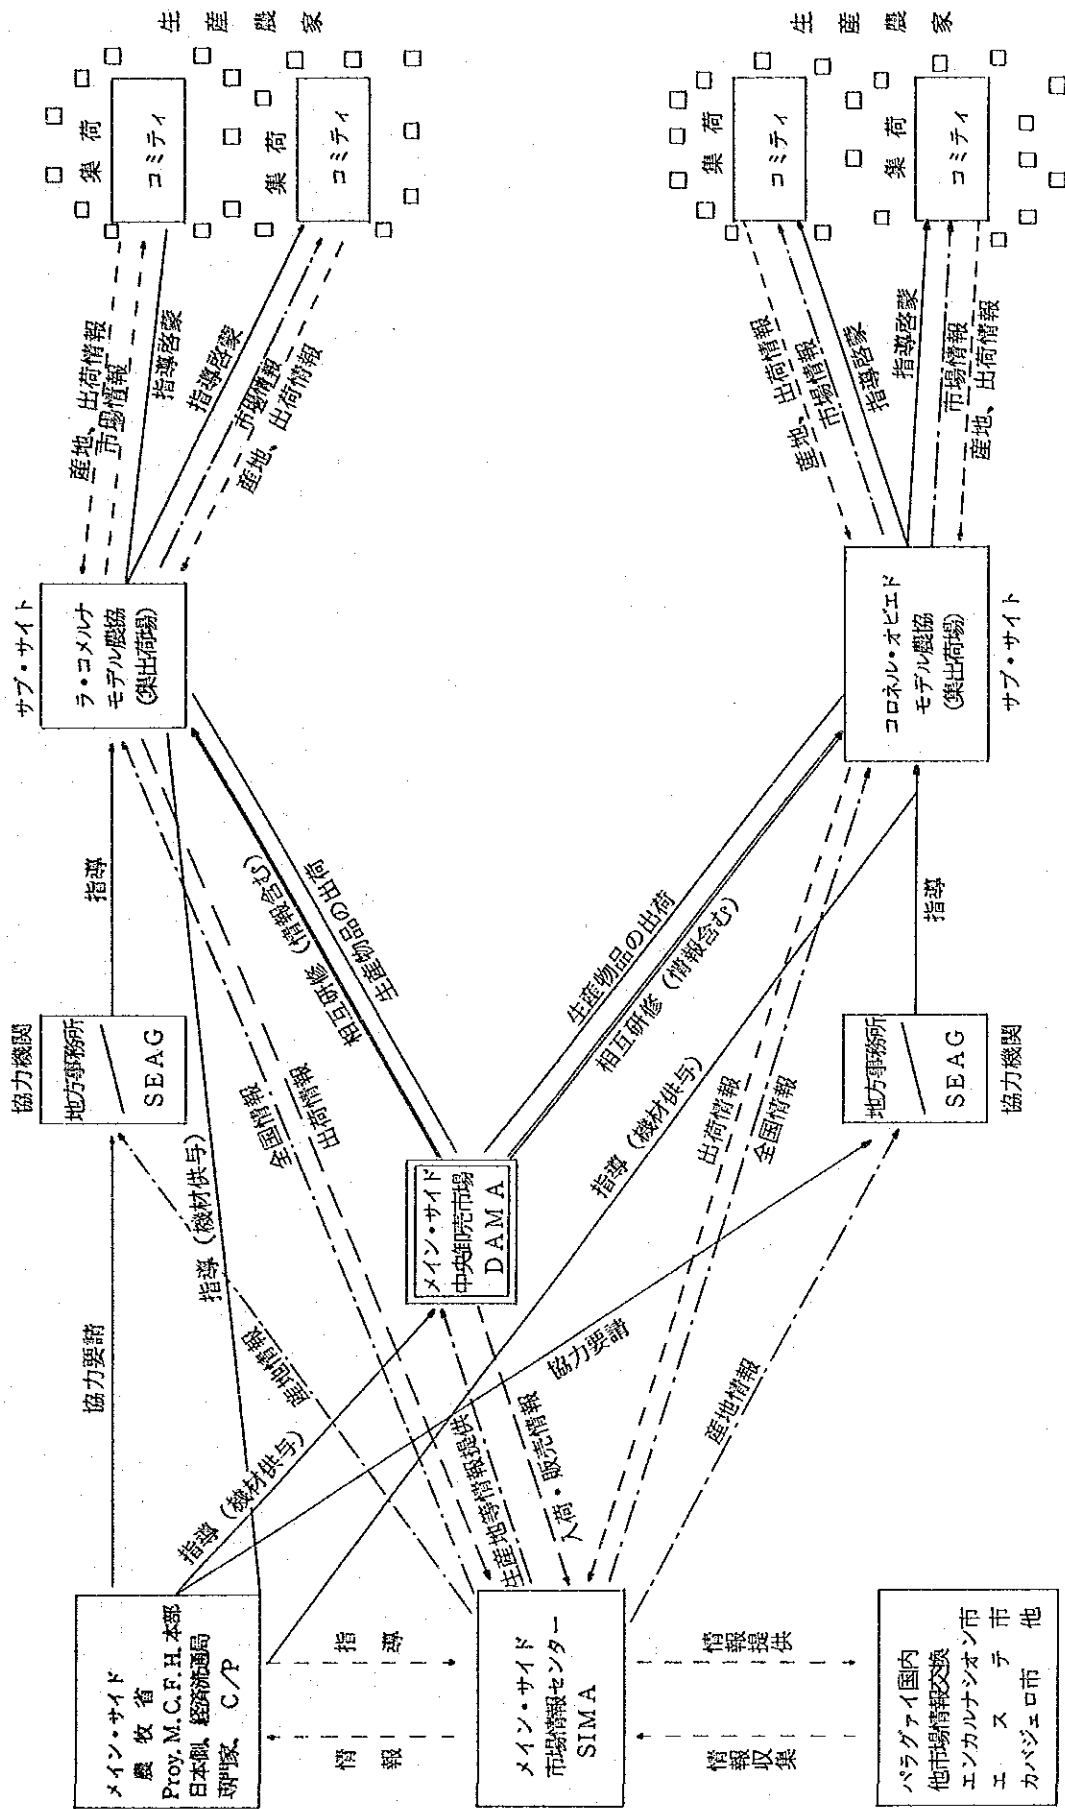 メイン・サイド
農牧省
Proy. M.C.F.H.本部
日本側、経済流通局
専門家、C/P
協力要請
協力機関
地方事務所
SEAG
指導
サブ・サイト
ラ・コメルナ
モデル農協
(集出荷場)
産地、出荷情報
市場情報
指導啓蒙
指導啓蒙
市場情報
産地、出荷情報
集荷
コミティ
集荷
コミティ
生産農家
指導(機材供与)
産地情報
全国情報
出荷情報
相互研修(情報含む)
生産物品の出荷
指導(機材供与)
メイン・サイド
中央卸売市場
DAMA
生産地等情報提供
入荷・販売情報
協力要請
指導(機材供与)
生産物品の出荷
相互研修(情報含む)
出荷情報
全国情報
産地情報
情報
指導
メイン・サイド
市場情報センター
SIMA
情報収集
情報提供
パラグァイ国内
他市場情報交換
エンカルナシオン市
エステ市
カバジェロ市 他
地方事務所
SEAG
協力機関
指導
コロネル・オビエド
モデル農協
(集出荷場)
サブ・サイト
産地、出荷情報
市場情報
指導啓蒙
指導啓蒙
市場情報
産地、出荷情報
集荷
コミティ
集荷
コミティ
生産農家